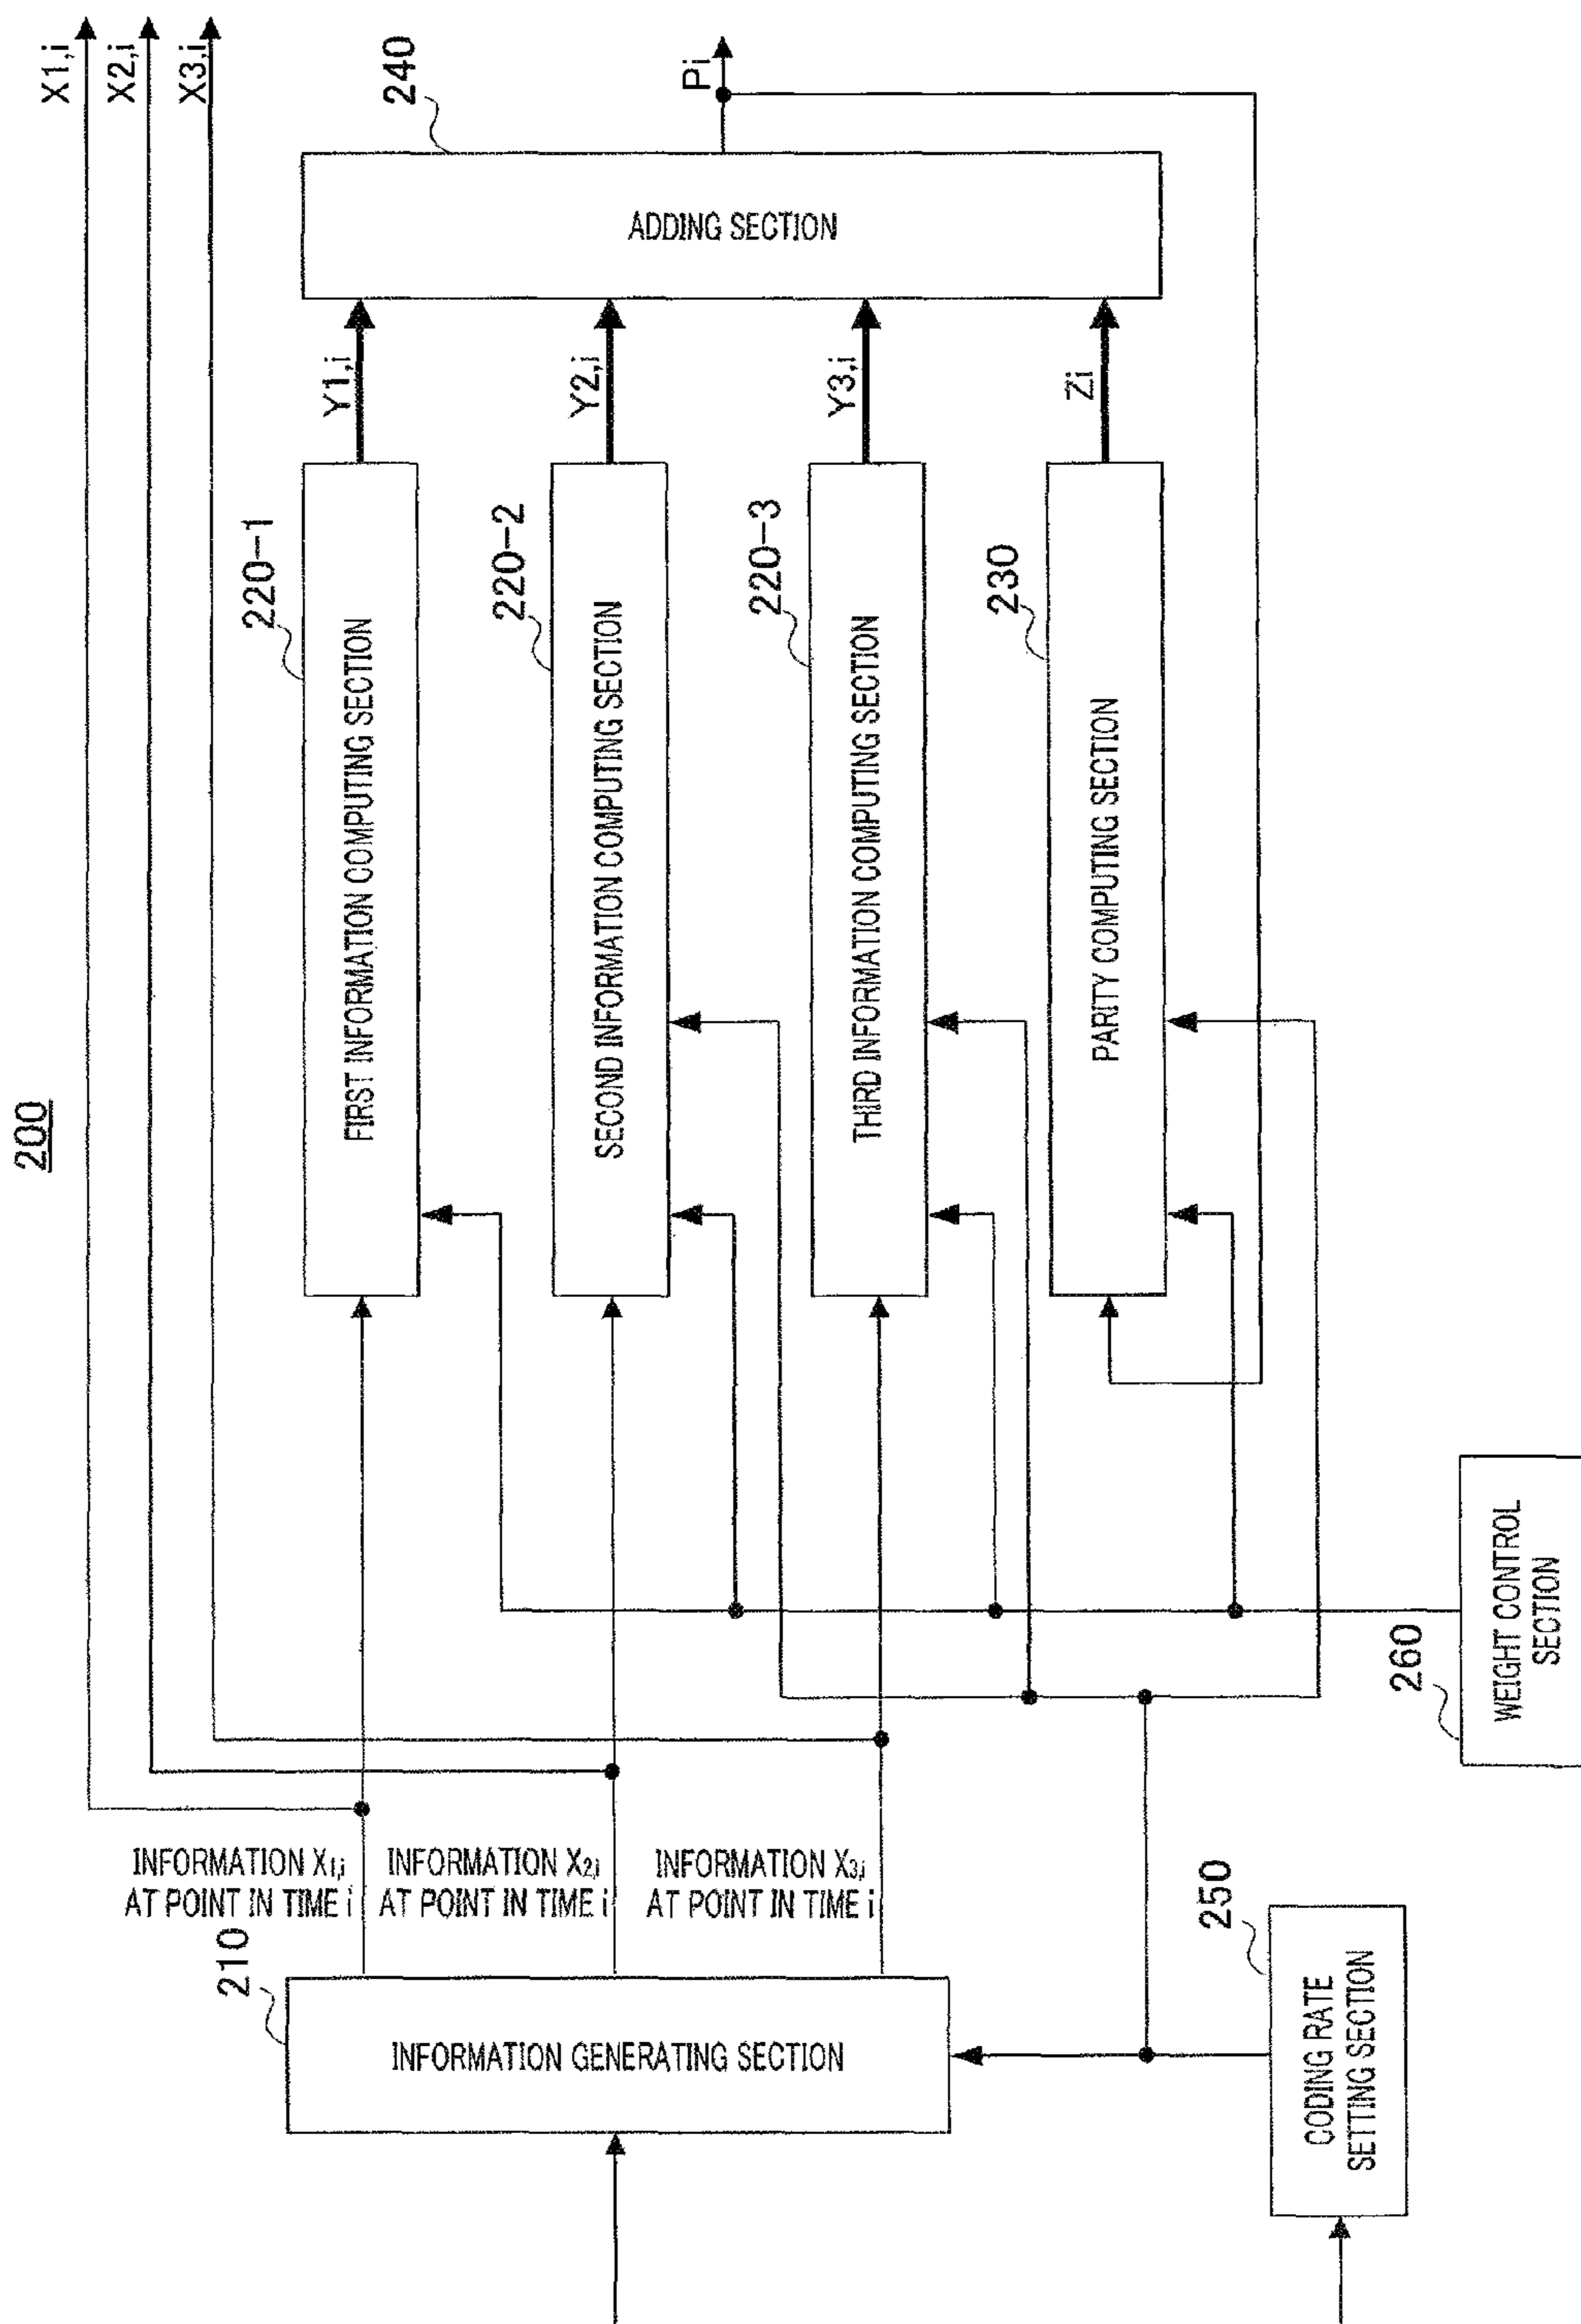 200
X1,i
X2,i
X3,i
INFORMATION X1,i
AT POINT IN TIME i
INFORMATION X2,i
AT POINT IN TIME i
INFORMATION X3,i
AT POINT IN TIME i
210
INFORMATION GENERATING SECTION
220-1
FIRST INFORMATION COMPUTING SECTION
Y1,i
220-2
SECOND INFORMATION COMPUTING SECTION
Y2,i
220-3
THIRD INFORMATION COMPUTING SECTION
Y3,i
230
PARITY COMPUTING SECTION
Zi
240
ADDING SECTION
Pi
250
CODING RATE
SETTING SECTION
260
WEIGHT CONTROL
SECTION